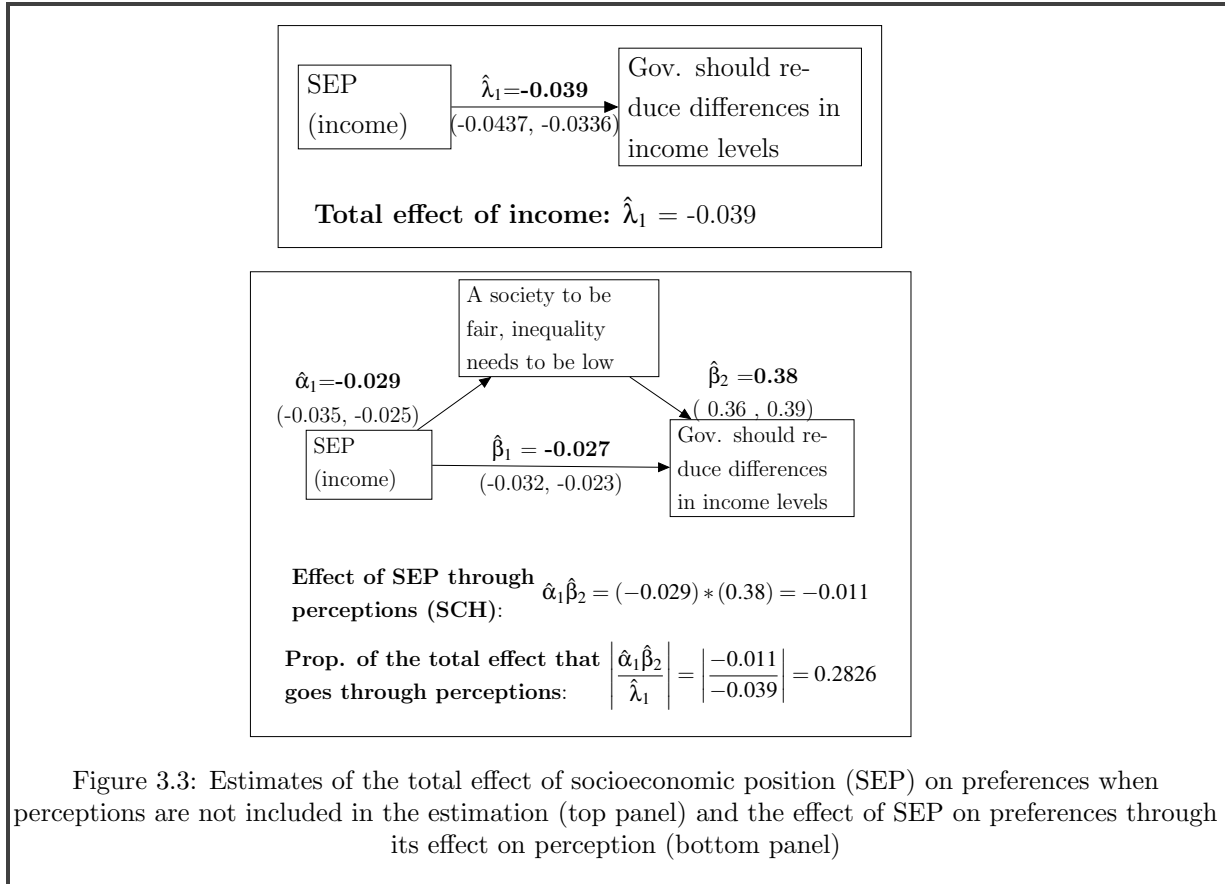 SEP
(income)
λ̂₁=-0.039
(-0.0437, -0.0336)
Gov. should re-
duce differences in
income levels
Total effect of income: λ̂₁ = -0.039
A society to be
fair, inequality
needs to be low
α̂₁=-0.029
(-0.035, -0.025)
β̂₂ =0.38
( 0.36 , 0.39)
SEP
(income)
β̂₁ = -0.027
(-0.032, -0.023)
Gov. should re-
duce differences
in income levels
Effect of SEP through
perceptions (SCH): α̂₁β̂₂ = (−0.029) ∗ (0.38) = −0.011
Prop. of the total effect that
goes through perceptions: |α̂₁β̂₂ / λ̂₁| = |−0.011 / −0.039| = 0.2826
Figure 3.3: Estimates of the total effect of socioeconomic position (SEP) on preferences when
perceptions are not included in the estimation (top panel) and the effect of SEP on preferences through
its effect on perception (bottom panel)